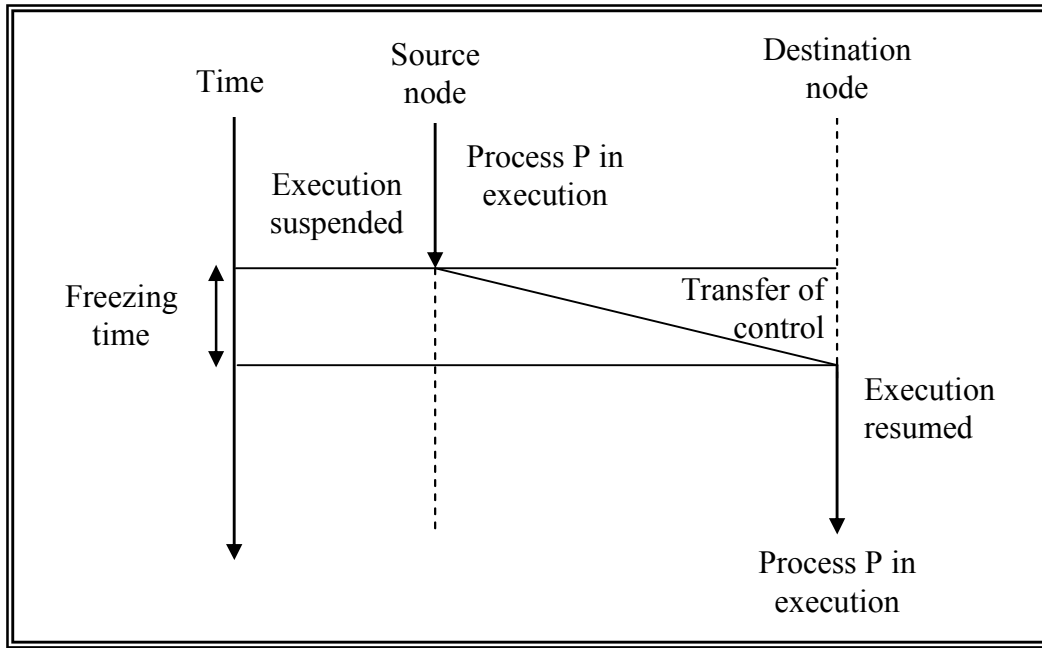 Time
Source
node
Destination
node
Process P in
execution
Execution
suspended
Freezing
time
Transfer of
control
Execution
resumed
Process P in
execution